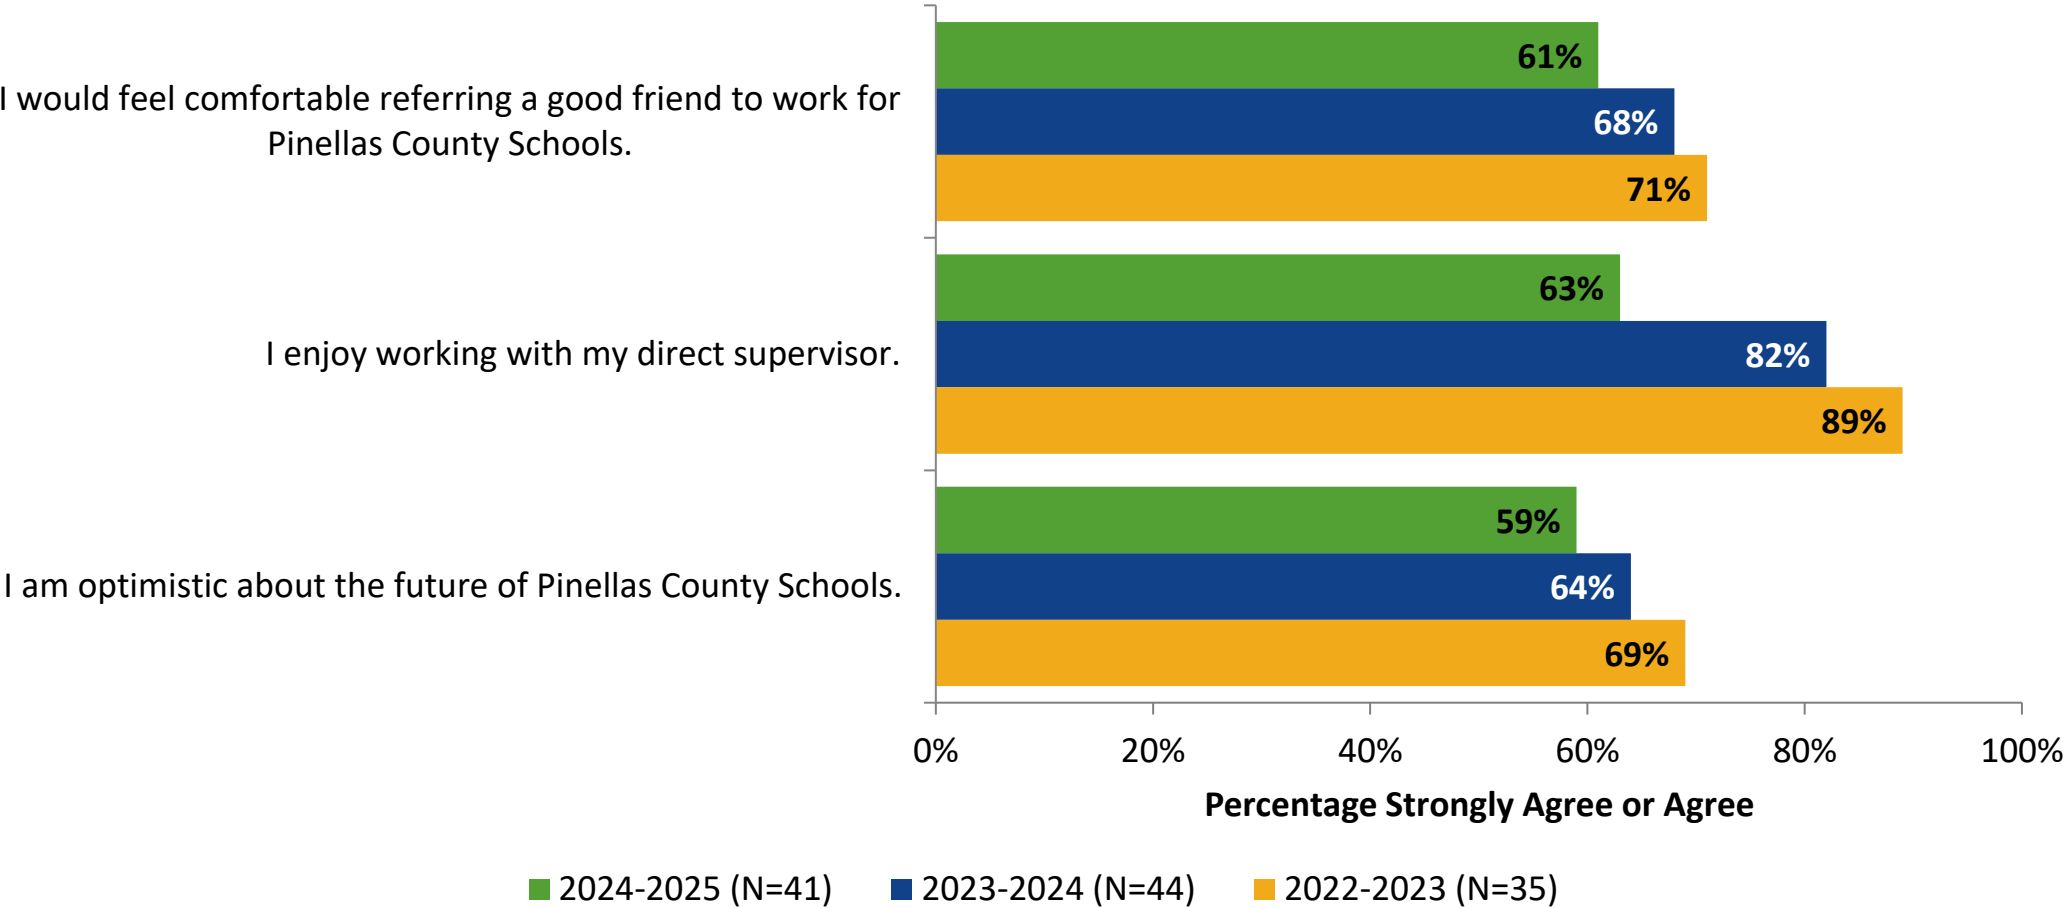 61%
I would feel comfortable referring a good friend to work for
Pinellas County Schools.
68%
71%
63%
I enjoy working with my direct supervisor.
82%
89%
59%
I am optimistic about the future of Pinellas County Schools.
64%
69%
0% 20% 40% 60% 80% 100%
Percentage Strongly Agree or Agree
2024-2025 (N=41) 2023-2024 (N=44) 2022-2023 (N=35)